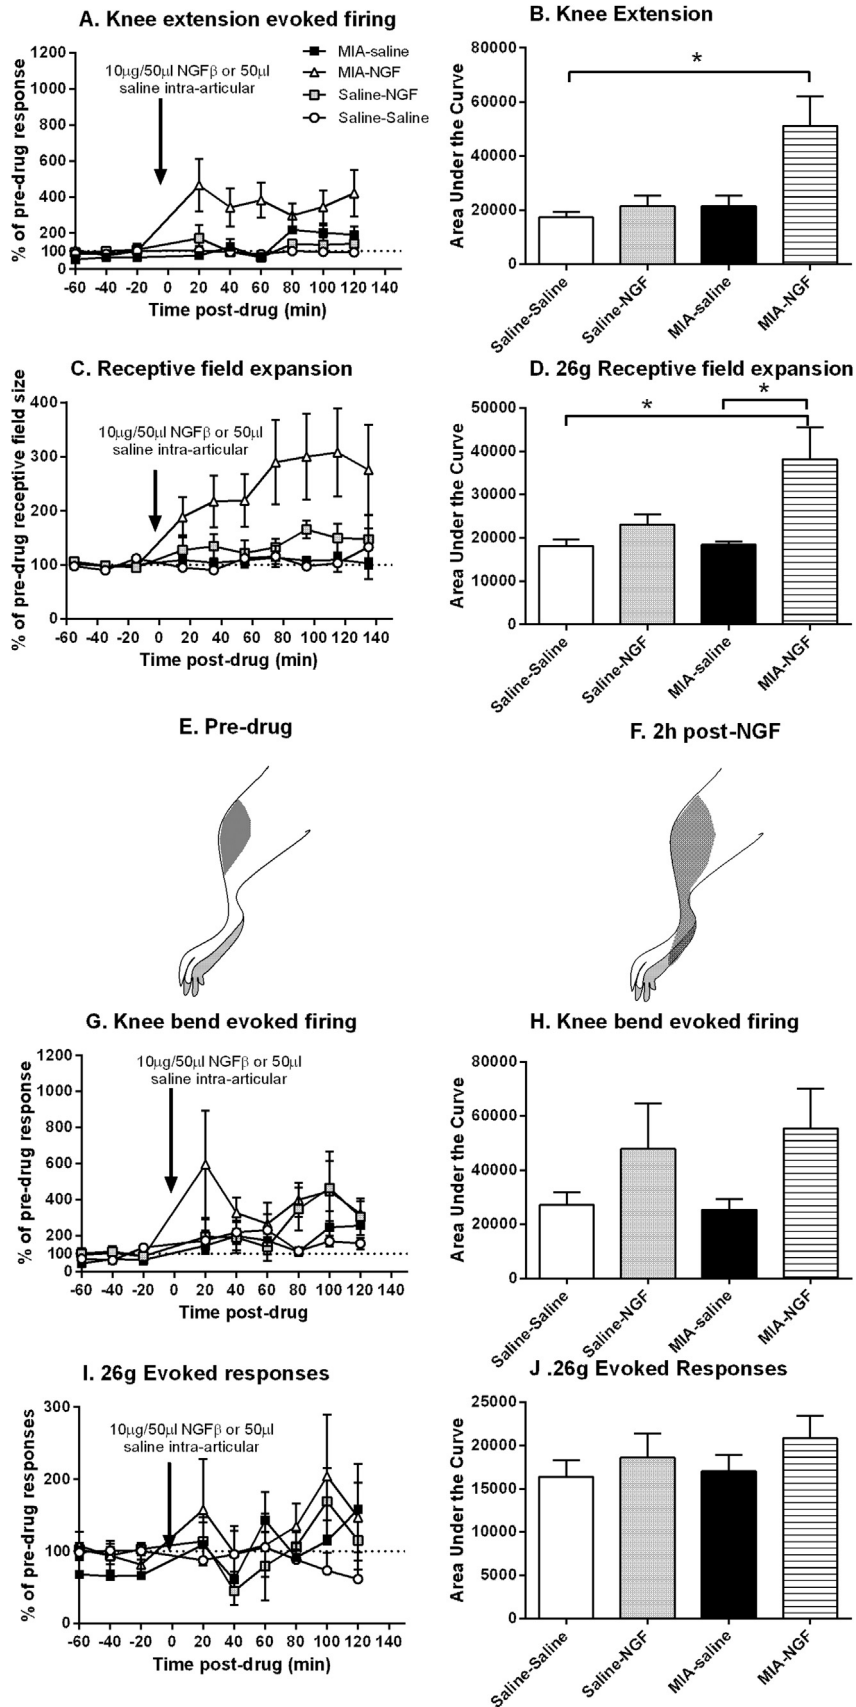 A. Knee extension evoked firing
% of pre-drug response
1200
1000
800
600
400
200
100
0
10µg/50µl NGFβ or 50µl
saline intra-articular
MIA-saline
MIA-NGF
Saline-NGF
Saline-Saline
-60 -40 -20 0 20 40 60 80 100 120 140
Time post-drug (min)
B. Knee Extension
Area Under the Curve
80000
60000
40000
20000
0
*
Saline-Saline
Saline-NGF
MIA-saline
MIA-NGF
C. Receptive field expansion
% of pre-drug receptive field size
400
300
200
100
0
10µg/50µl NGFβ or 50µl
saline intra-articular
-60 -40 -20 0 20 40 60 80 100 120 140
Time post-drug (min)
D. 26g Receptive field expansion
Area Under the Curve
50000
40000
30000
20000
10000
0
* *
Saline-Saline
Saline-NGF
MIA-saline
MIA-NGF
E. Pre-drug
F. 2h post-NGF
G. Knee bend evoked firing
% of pre-drug response
1200
1000
800
600
400
200
100
0
10µg/50µl NGFβ or 50µl
saline intra-articular
-60 -40 -20 0 20 40 60 80 100 120 140
Time post-drug
H. Knee bend evoked firing
Area Under the Curve
80000
60000
40000
20000
0
Saline-Saline
Saline-NGF
MIA-saline
MIA-NGF
I. 26g Evoked responses
% of pre-drug responses
300
200
100
0
10µg/50µl NGFβ or 50µl
saline intra-articular
-60 -40 -20 0 20 40 60 80 100 120 140
Time post-drug (min)
J .26g Evoked Responses
Area Under the Curve
25000
20000
15000
10000
5000
0
Saline-Saline
Saline-NGF
MIA-saline
MIA-NGF